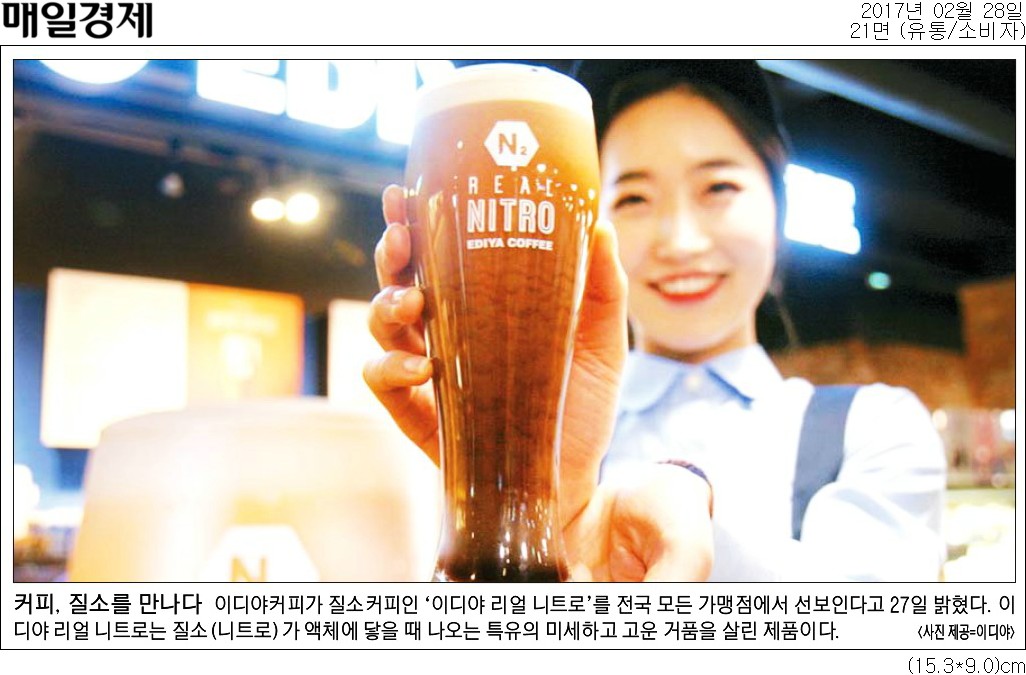 매일경제
2017년 02월 28일
21면 (유통/소비자)
EDIY
N2
REAL
NITRO
EDIYA COFFEE
N
커피, 질소를 만나다 이디야커피가 질소커피인 ‘이디야 리얼 니트로’를 전국 모든 가맹점에서 선보인다고 27일 밝혔다. 이
디야 리얼 니트로는 질소(니트로)가 액체에 닿을 때 나오는 특유의 미세하고 고운 거품을 살린 제품이다.
〈사진 제공=이디야〉
(15.3*9.0)cm